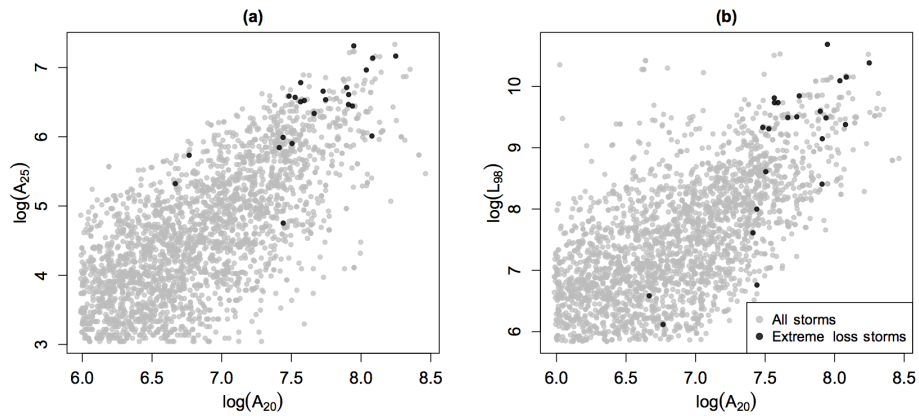 (a)
(b)
7
6
5
4
3
log(A25)
6.0 6.5 7.0 7.5 8.0 8.5
log(A20)
10
9
8
7
6
log(L98)
All storms
Extreme loss storms
6.0 6.5 7.0 7.5 8.0 8.5
log(A20)